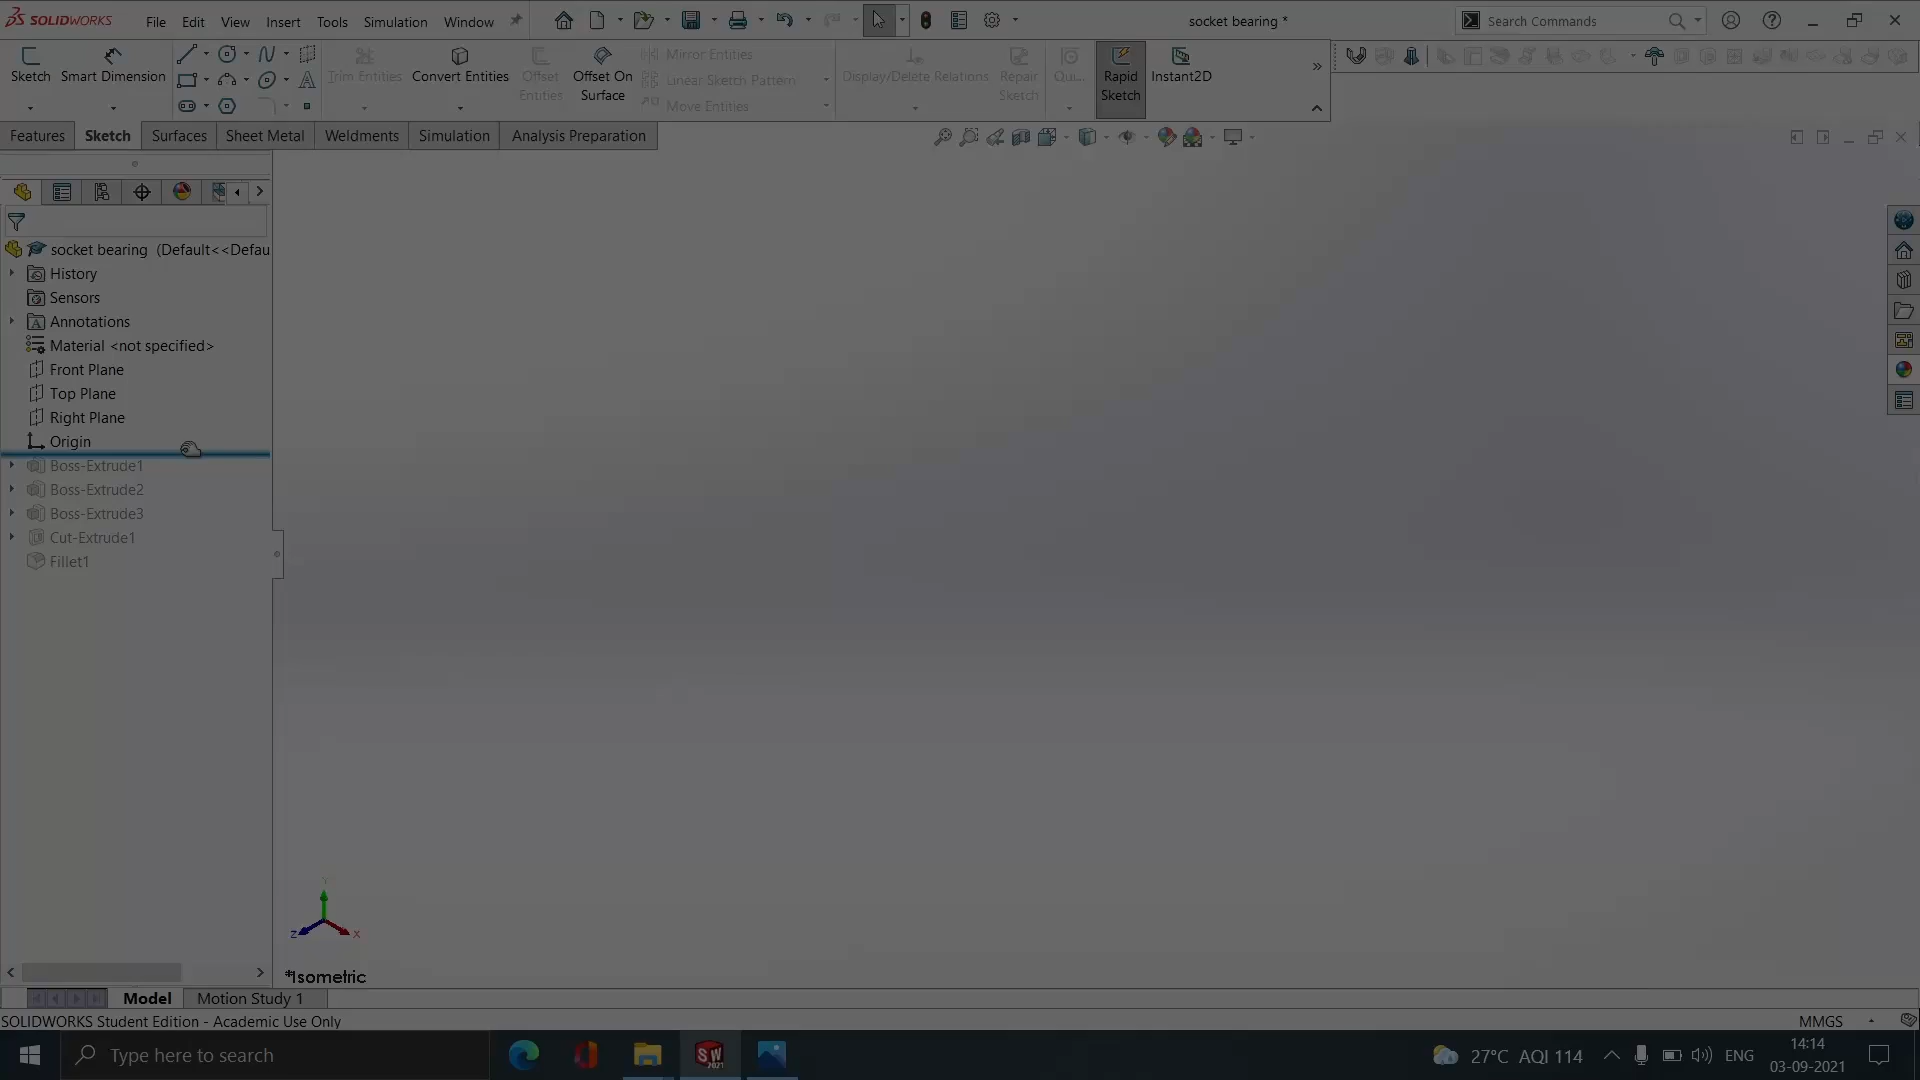 SOLIDWORKS File Edit View Insert Tools Simulation Window socket bearing * Search Commands
Sketch Smart Dimension Trim Entities Convert Entities Offset Entities Offset On Surface Mirror Entities Linear Sketch Pattern Move Entities Display/Delete Relations Repair Sketch Qui... Rapid Sketch Instant2D
Features Sketch Surfaces Sheet Metal Weldments Simulation Analysis Preparation
socket bearing (Default<<Defau
History
Sensors
Annotations
Material <not specified>
Front Plane
Top Plane
Right Plane
Origin
Boss-Extrude1
Boss-Extrude2
Boss-Extrude3
Cut-Extrude1
Fillet1
Y
Z X
*Isometric
Model Motion Study 1
SOLIDWORKS Student Edition - Academic Use Only MMGS
Type here to search 27°C AQI 114 ENG 14:14
03-09-2021